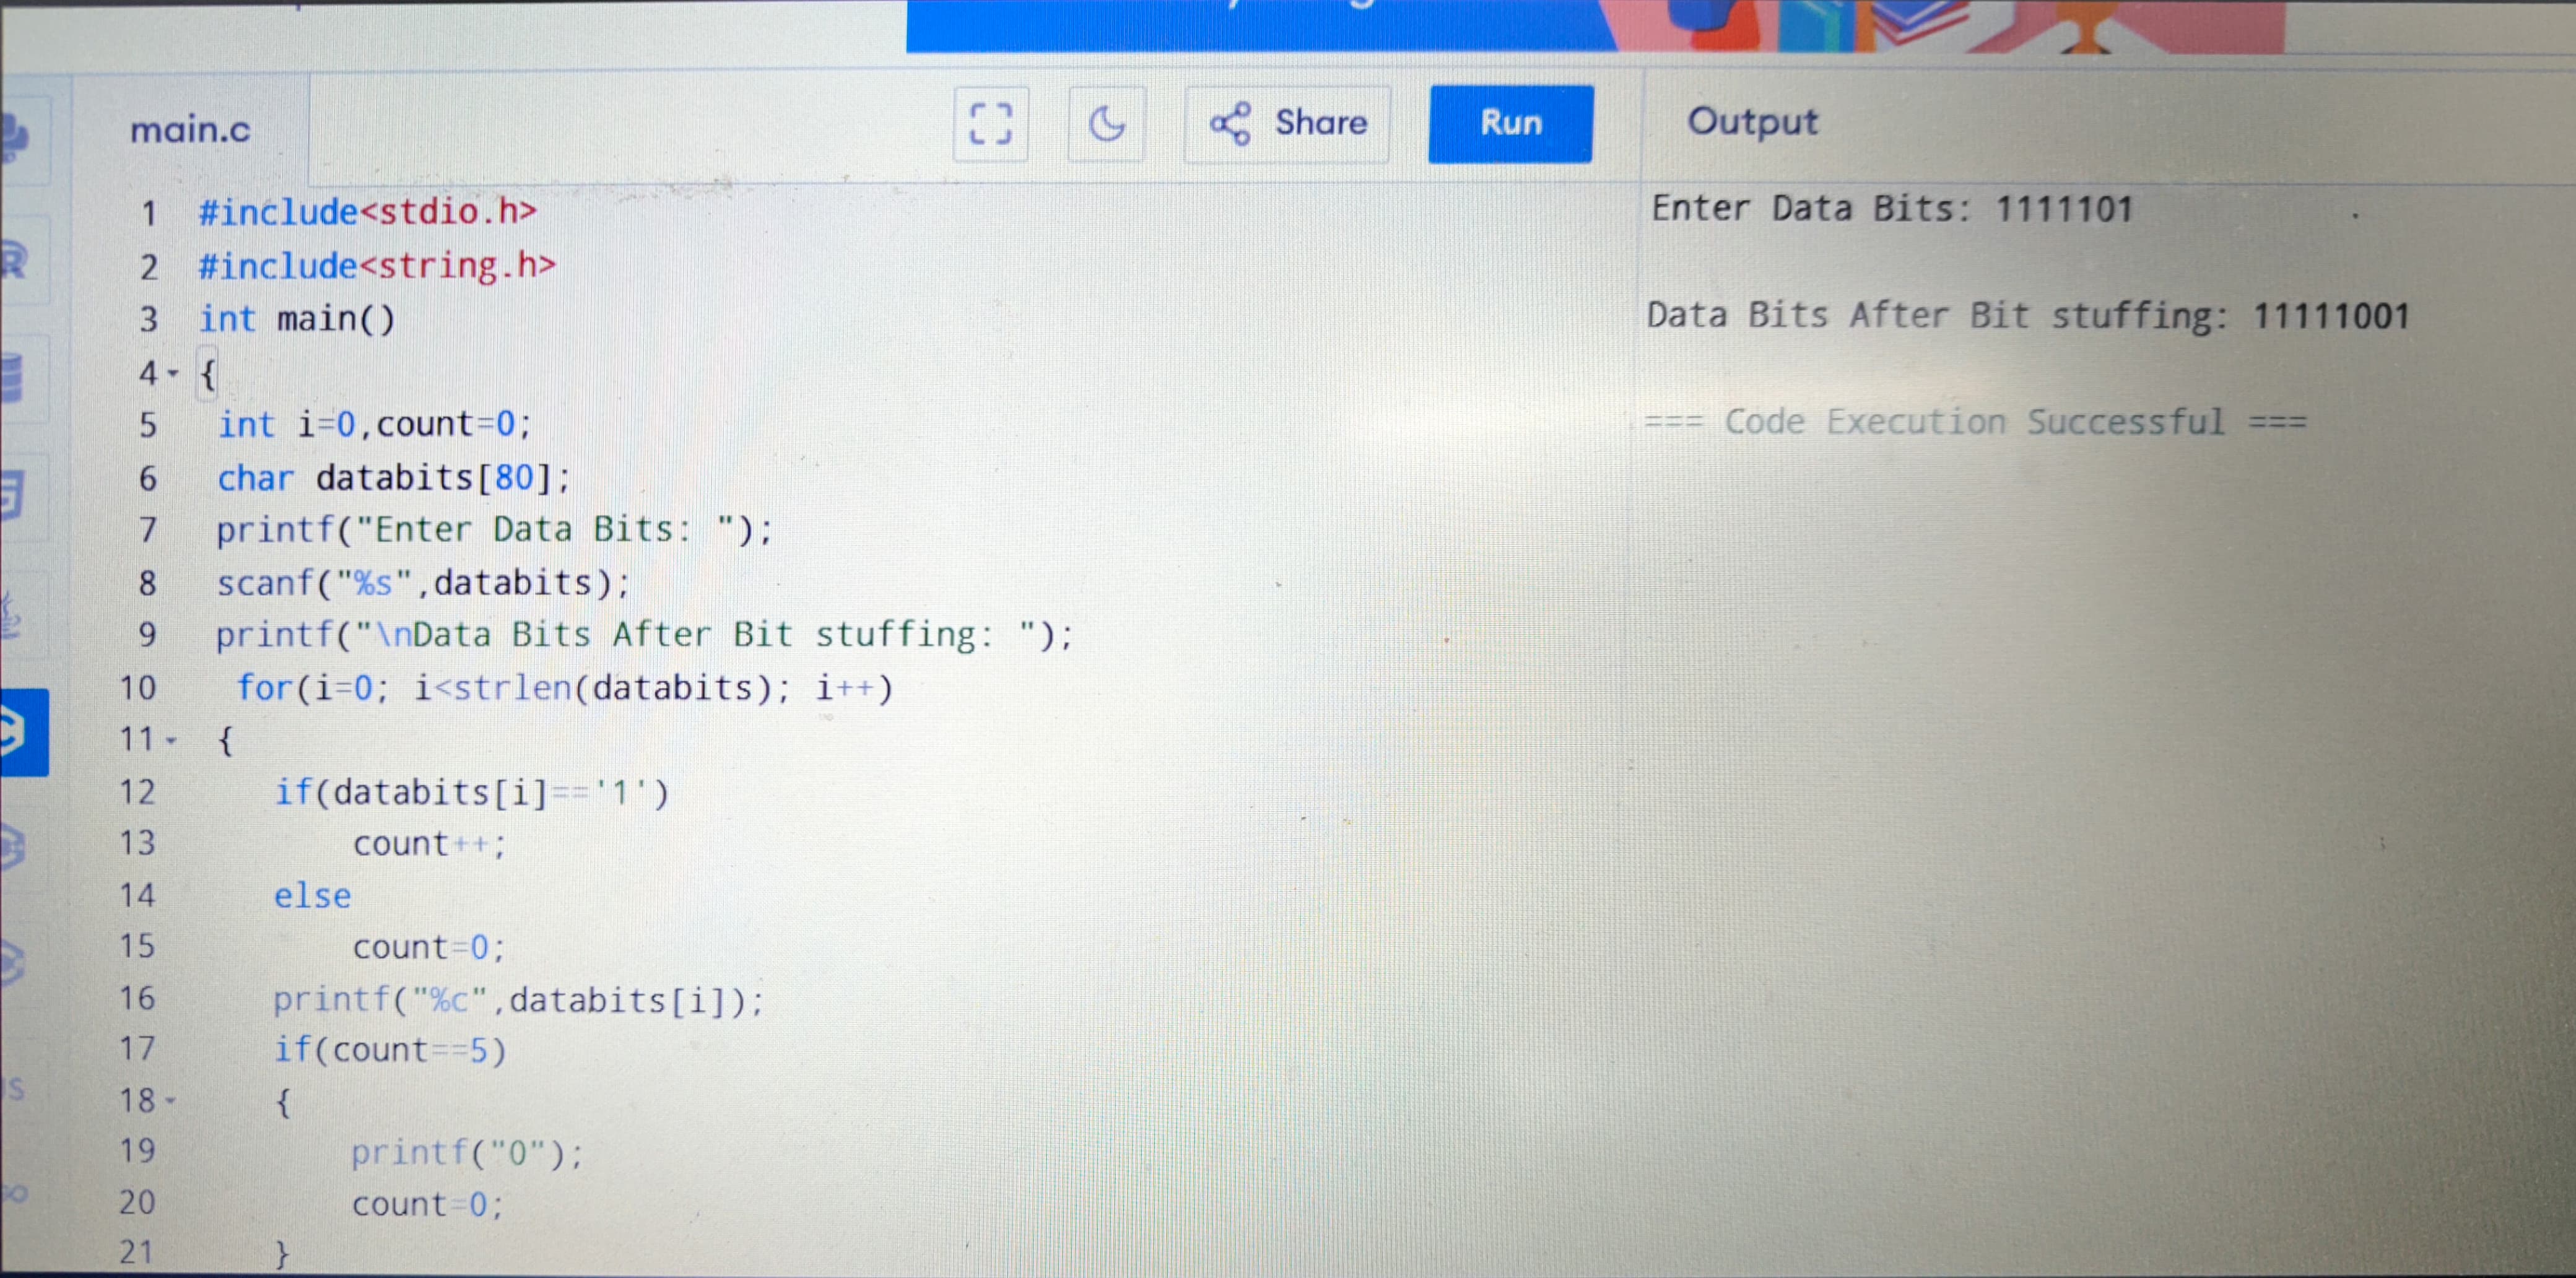 main.c
Share
Run
Output
1 #include<stdio.h>
2 #include<string.h>
3 int main()
4 {
5 int i=0,count=0;
6 char databits[80];
7 printf("Enter Data Bits: ");
8 scanf("%s",databits);
9 printf("\nData Bits After Bit stuffing: ");
10 for(i=0; i<strlen(databits); i++)
11 {
12 if(databits[i]=='1')
13 count++;
14 else
15 count=0;
16 printf("%c",databits[i]);
17 if(count==5)
18 {
19 printf("0");
20 count=0;
21 }
Enter Data Bits: 1111101
Data Bits After Bit stuffing: 11111001
=== Code Execution Successful ===
R
S